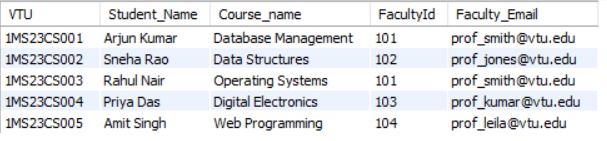 VTU Student_Name Course_name FacultyId Faculty_Email
1MS23CS001 Arjun Kumar Database Management 101 prof_smith@vtu.edu
1MS23CS002 Sneha Rao Data Structures 102 prof_jones@vtu.edu
1MS23CS003 Rahul Nair Operating Systems 101 prof_smith@vtu.edu
1MS23CS004 Priya Das Digital Electronics 103 prof_kumar@vtu.edu
1MS23CS005 Amit Singh Web Programming 104 prof_leila@vtu.edu